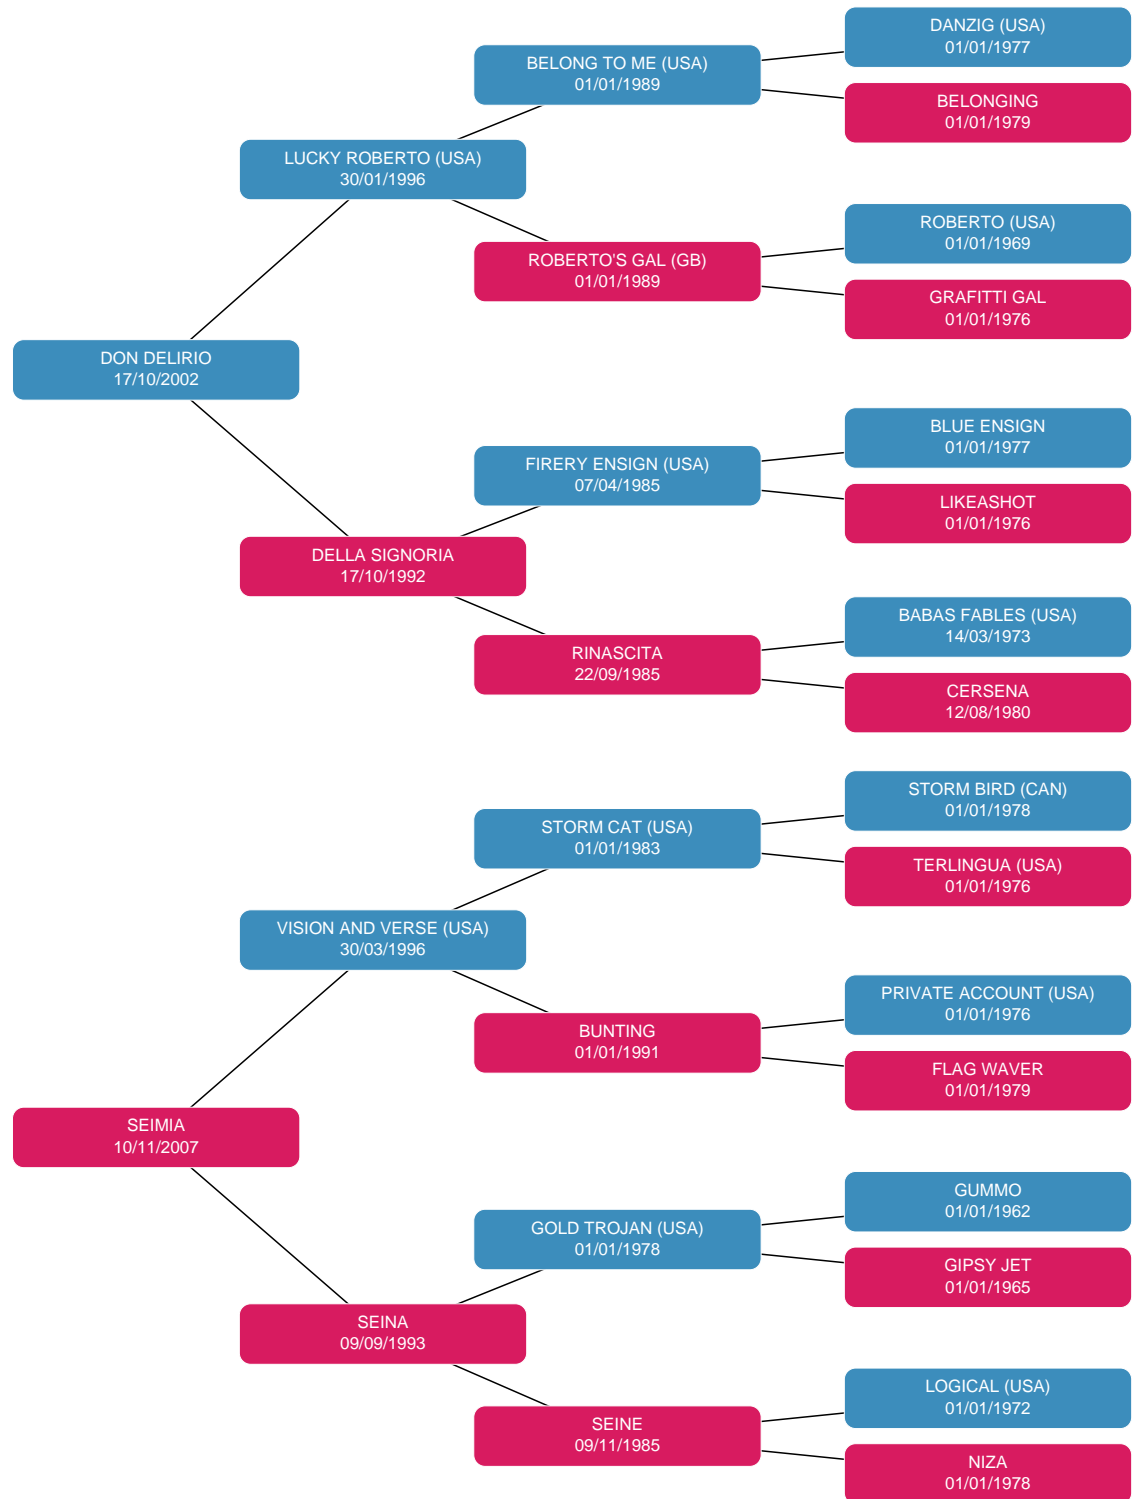 DANZIG (USA)
01/01/1977
BELONG TO ME (USA)
01/01/1989
BELONGING
01/01/1979
LUCKY ROBERTO (USA)
30/01/1996
ROBERTO (USA)
01/01/1969
ROBERTO'S GAL (GB)
01/01/1989
GRAFITTI GAL
01/01/1976
DON DELIRIO
17/10/2002
BLUE ENSIGN
01/01/1977
FIRERY ENSIGN (USA)
07/04/1985
LIKEASHOT
01/01/1976
DELLA SIGNORIA
17/10/1992
BABAS FABLES (USA)
14/03/1973
RINASCITA
22/09/1985
CERSENA
12/08/1980
STORM BIRD (CAN)
01/01/1978
STORM CAT (USA)
01/01/1983
TERLINGUA (USA)
01/01/1976
VISION AND VERSE (USA)
30/03/1996
PRIVATE ACCOUNT (USA)
01/01/1976
BUNTING
01/01/1991
FLAG WAVER
01/01/1979
SEIMIA
10/11/2007
GUMMO
01/01/1962
GOLD TROJAN (USA)
01/01/1978
GIPSY JET
01/01/1965
SEINA
09/09/1993
LOGICAL (USA)
01/01/1972
SEINE
09/11/1985
NIZA
01/01/1978